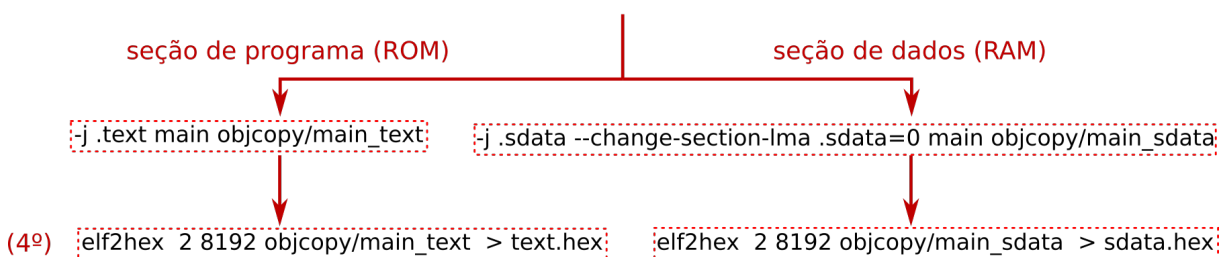 seção de programa (ROM)
seção de dados (RAM)
-j .text main objcopy/main_text
-j .sdata --change-section-lma .sdata=0 main objcopy/main_sdata
(4º)
elf2hex  2 8192 objcopy/main_text  > text.hex
elf2hex  2 8192 objcopy/main_sdata  > sdata.hex